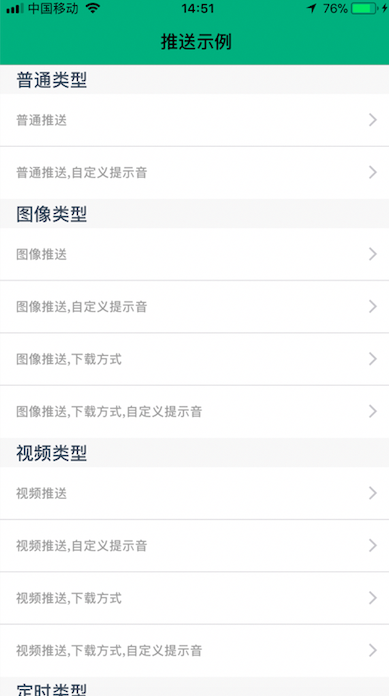 中国移动 14:51 76%
推送示例
普通类型
普通推送
普通推送,自定义提示音
图像类型
图像推送
图像推送,自定义提示音
图像推送,下载方式
图像推送,下载方式,自定义提示音
视频类型
视频推送
视频推送,自定义提示音
视频推送,下载方式
视频推送,下载方式,自定义提示音
定时类型